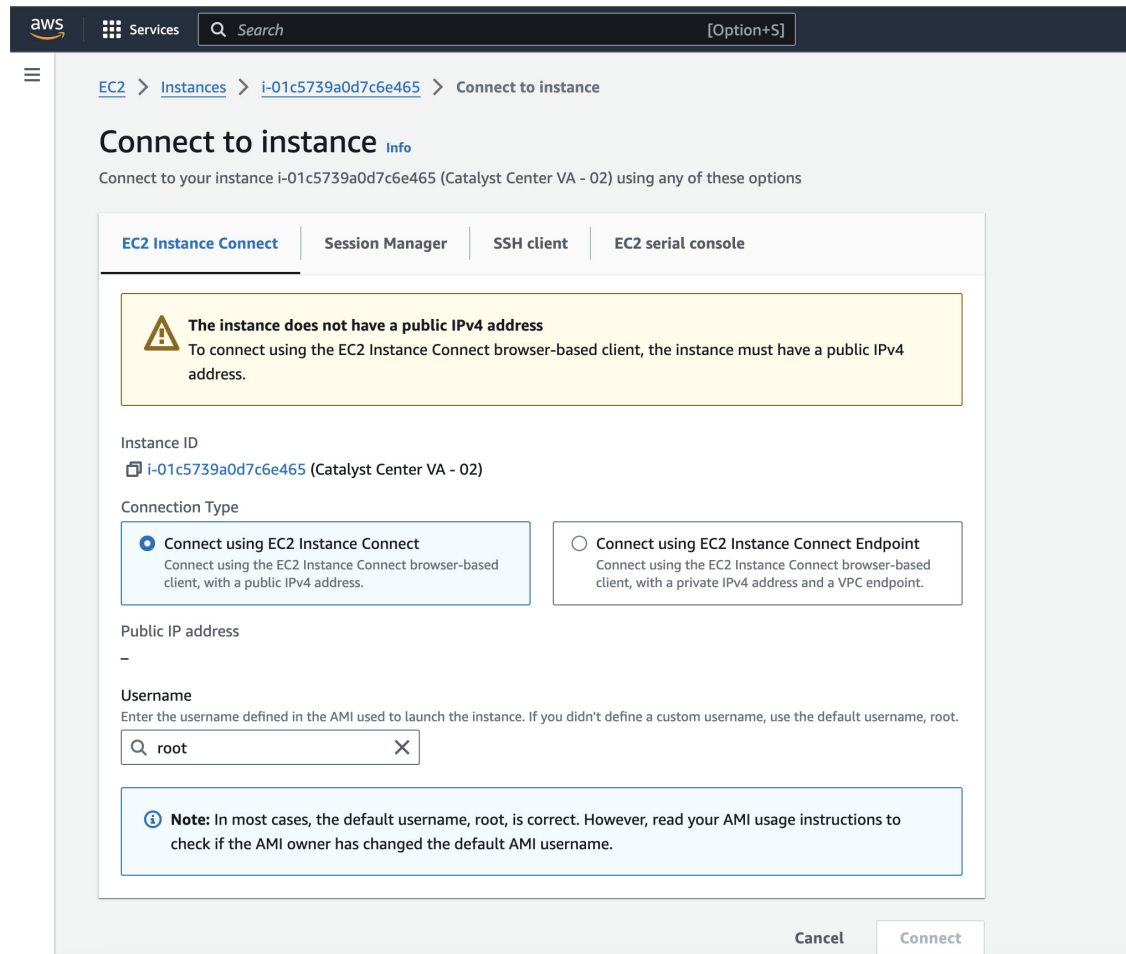 aws
Services
Search
[Option+S]
EC2 > Instances > i-01c5739a0d7c6e465 > Connect to instance
Connect to instance Info
Connect to your instance i-01c5739a0d7c6e465 (Catalyst Center VA - 02) using any of these options
EC2 Instance Connect
Session Manager
SSH client
EC2 serial console
The instance does not have a public IPv4 address
To connect using the EC2 Instance Connect browser-based client, the instance must have a public IPv4
address.
Instance ID
i-01c5739a0d7c6e465 (Catalyst Center VA - 02)
Connection Type
Connect using EC2 Instance Connect
Connect using the EC2 Instance Connect browser-based
client, with a public IPv4 address.
Connect using EC2 Instance Connect Endpoint
Connect using the EC2 Instance Connect browser-based
client, with a private IPv4 address and a VPC endpoint.
Public IP address
–
Username
Enter the username defined in the AMI used to launch the instance. If you didn't define a custom username, use the default username, root.
root
Note: In most cases, the default username, root, is correct. However, read your AMI usage instructions to
check if the AMI owner has changed the default AMI username.
Cancel
Connect